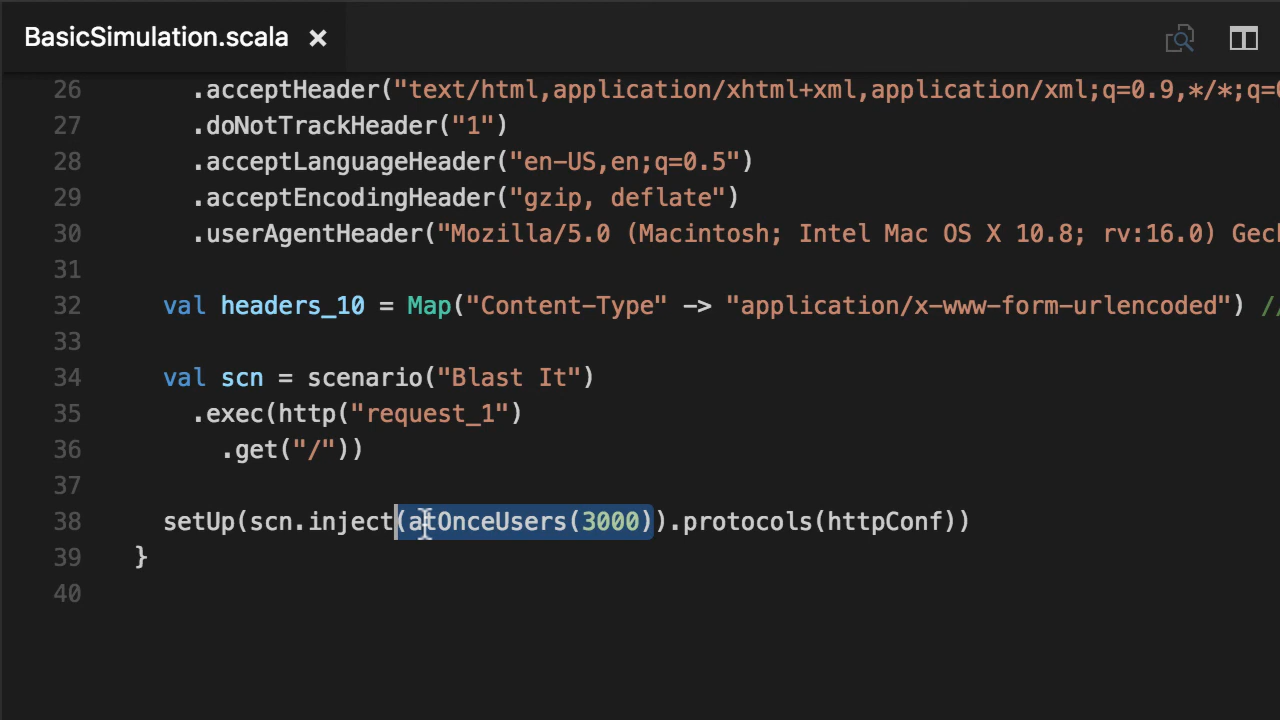 BasicSimulation.scala ×
26 .acceptHeader("text/html,application/xhtml+xml,application/xml;q=0.9,*/*;q=
27 .doNotTrackHeader("1")
28 .acceptLanguageHeader("en-US,en;q=0.5")
29 .acceptEncodingHeader("gzip, deflate")
30 .userAgentHeader("Mozilla/5.0 (Macintosh; Intel Mac OS X 10.8; rv:16.0) Gec
31
32 val headers_10 = Map("Content-Type" -> "application/x-www-form-urlencoded") //
33
34 val scn = scenario("Blast It")
35 .exec(http("request_1")
36 .get("/"))
37
38 setUp(scn.inject(atOnceUsers(3000)).protocols(httpConf))
39 }
40